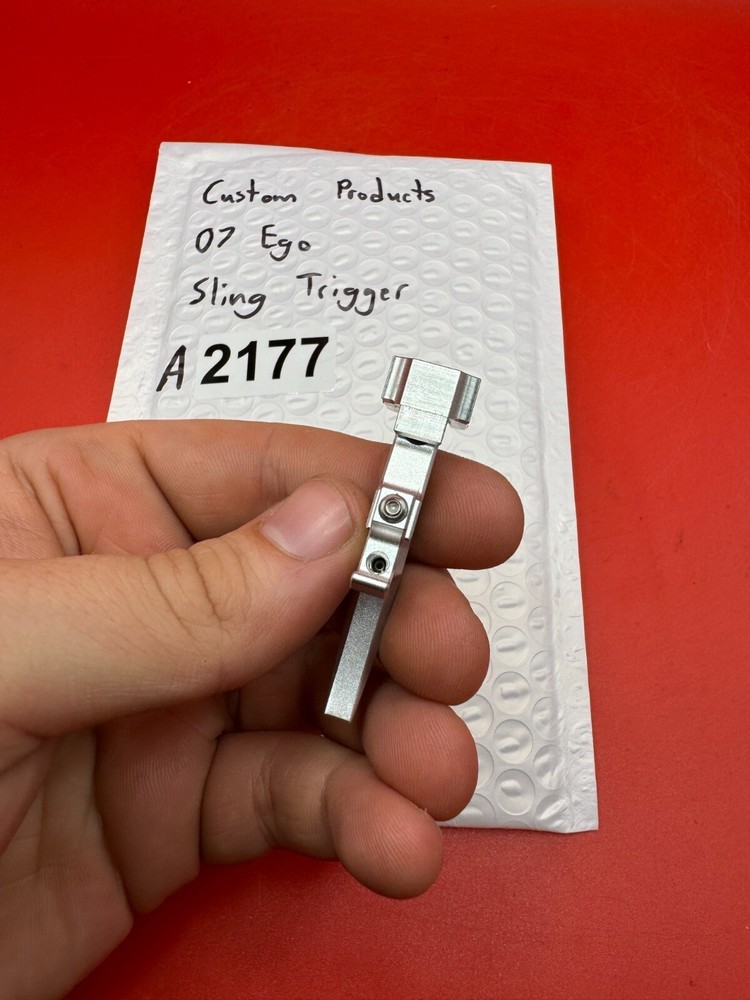 Custom Products
07 Ego
Sling Trigger
A 2177